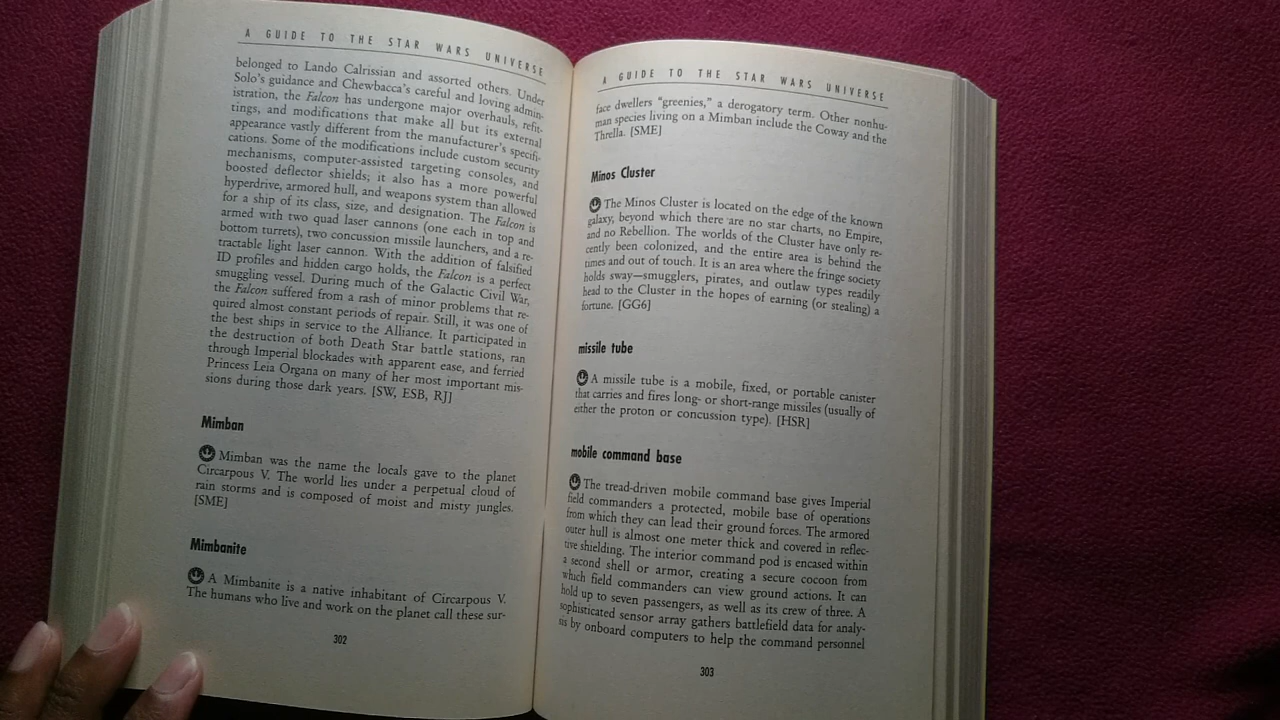 A GUIDE TO THE STAR WARS UNIVERSE
belonged to Lando Calrissian and assorted others. Under
Solo's guidance and Chewbacca's careful and loving admin-
istration, the Falcon has undergone major overhauls, refit-
tings, and modifications that make all but its external
appearance vastly different from the manufacturer's specifi-
cations. Some of the modifications include custom security
mechanisms, computer-assisted targeting consoles, and
boosted deflector shields; it also has a more powerful
hyperdrive, armored hull, and weapons system than allowed
for a ship of its class, size, and designation. The Falcon is
armed with two quad laser cannons (one each in top and
bottom turrets), two concussion missile launchers, and a re-
tractable light laser cannon. With the addition of falsified
ID profiles and hidden cargo holds, the Falcon is a perfect
smuggling vessel. During much of the Galactic Civil War,
the Falcon suffered from a rash of minor problems that re-
quired almost constant periods of repair. Still, it was one of
the best ships in service to the Alliance. It participated in
the destruction of both Death Star battle stations, ran
through Imperial blockades with apparent ease, and ferried
Princess Leia Organa on many of her most important mis-
sions during those dark years. [SW, ESB, RJ]
Mimban
Mimban was the name the locals gave to the planet
Circarpous V. The world lies under a perpetual cloud of
rain storms and is composed of moist and misty jungles.
[SME]
Mimbanite
A Mimbanite is a native inhabitant of Circarpous V.
The humans who live and work on the planet call these sur-
302
A GUIDE TO THE STAR WARS UNIVERSE
face dwellers "greenies," a derogatory term. Other nonhu-
man species living on a Mimban include the Coway and the
Thrella. [SME]
Minos Cluster
The Minos Cluster is located on the edge of the known
galaxy, beyond which there are no star charts, no Empire,
and no Rebellion. The worlds of the Cluster have only re-
cently been colonized, and the entire area is behind the
times and out of touch. It is an area where the fringe society
holds sway—smugglers, pirates, and outlaw types readily
head to the Cluster in the hopes of earning (or stealing) a
fortune. [GG6]
missile tube
A missile tube is a mobile, fixed, or portable canister
that carries and fires long- or short-range missiles (usually of
either the proton or concussion type). [HSR]
mobile command base
The tread-driven mobile command base gives Imperial
field commanders a protected, mobile base of operations
from which they can lead their ground forces. The armored
outer hull is almost one meter thick and covered in reflec-
tive shielding. The interior command pod is encased within
a second shell or armor, creating a secure cocoon from
which field commanders can view ground actions. It can
hold up to seven passengers, as well as its crew of three. A
sophisticated sensor array gathers battlefield data for analy-
sis by onboard computers to help the command personnel
303